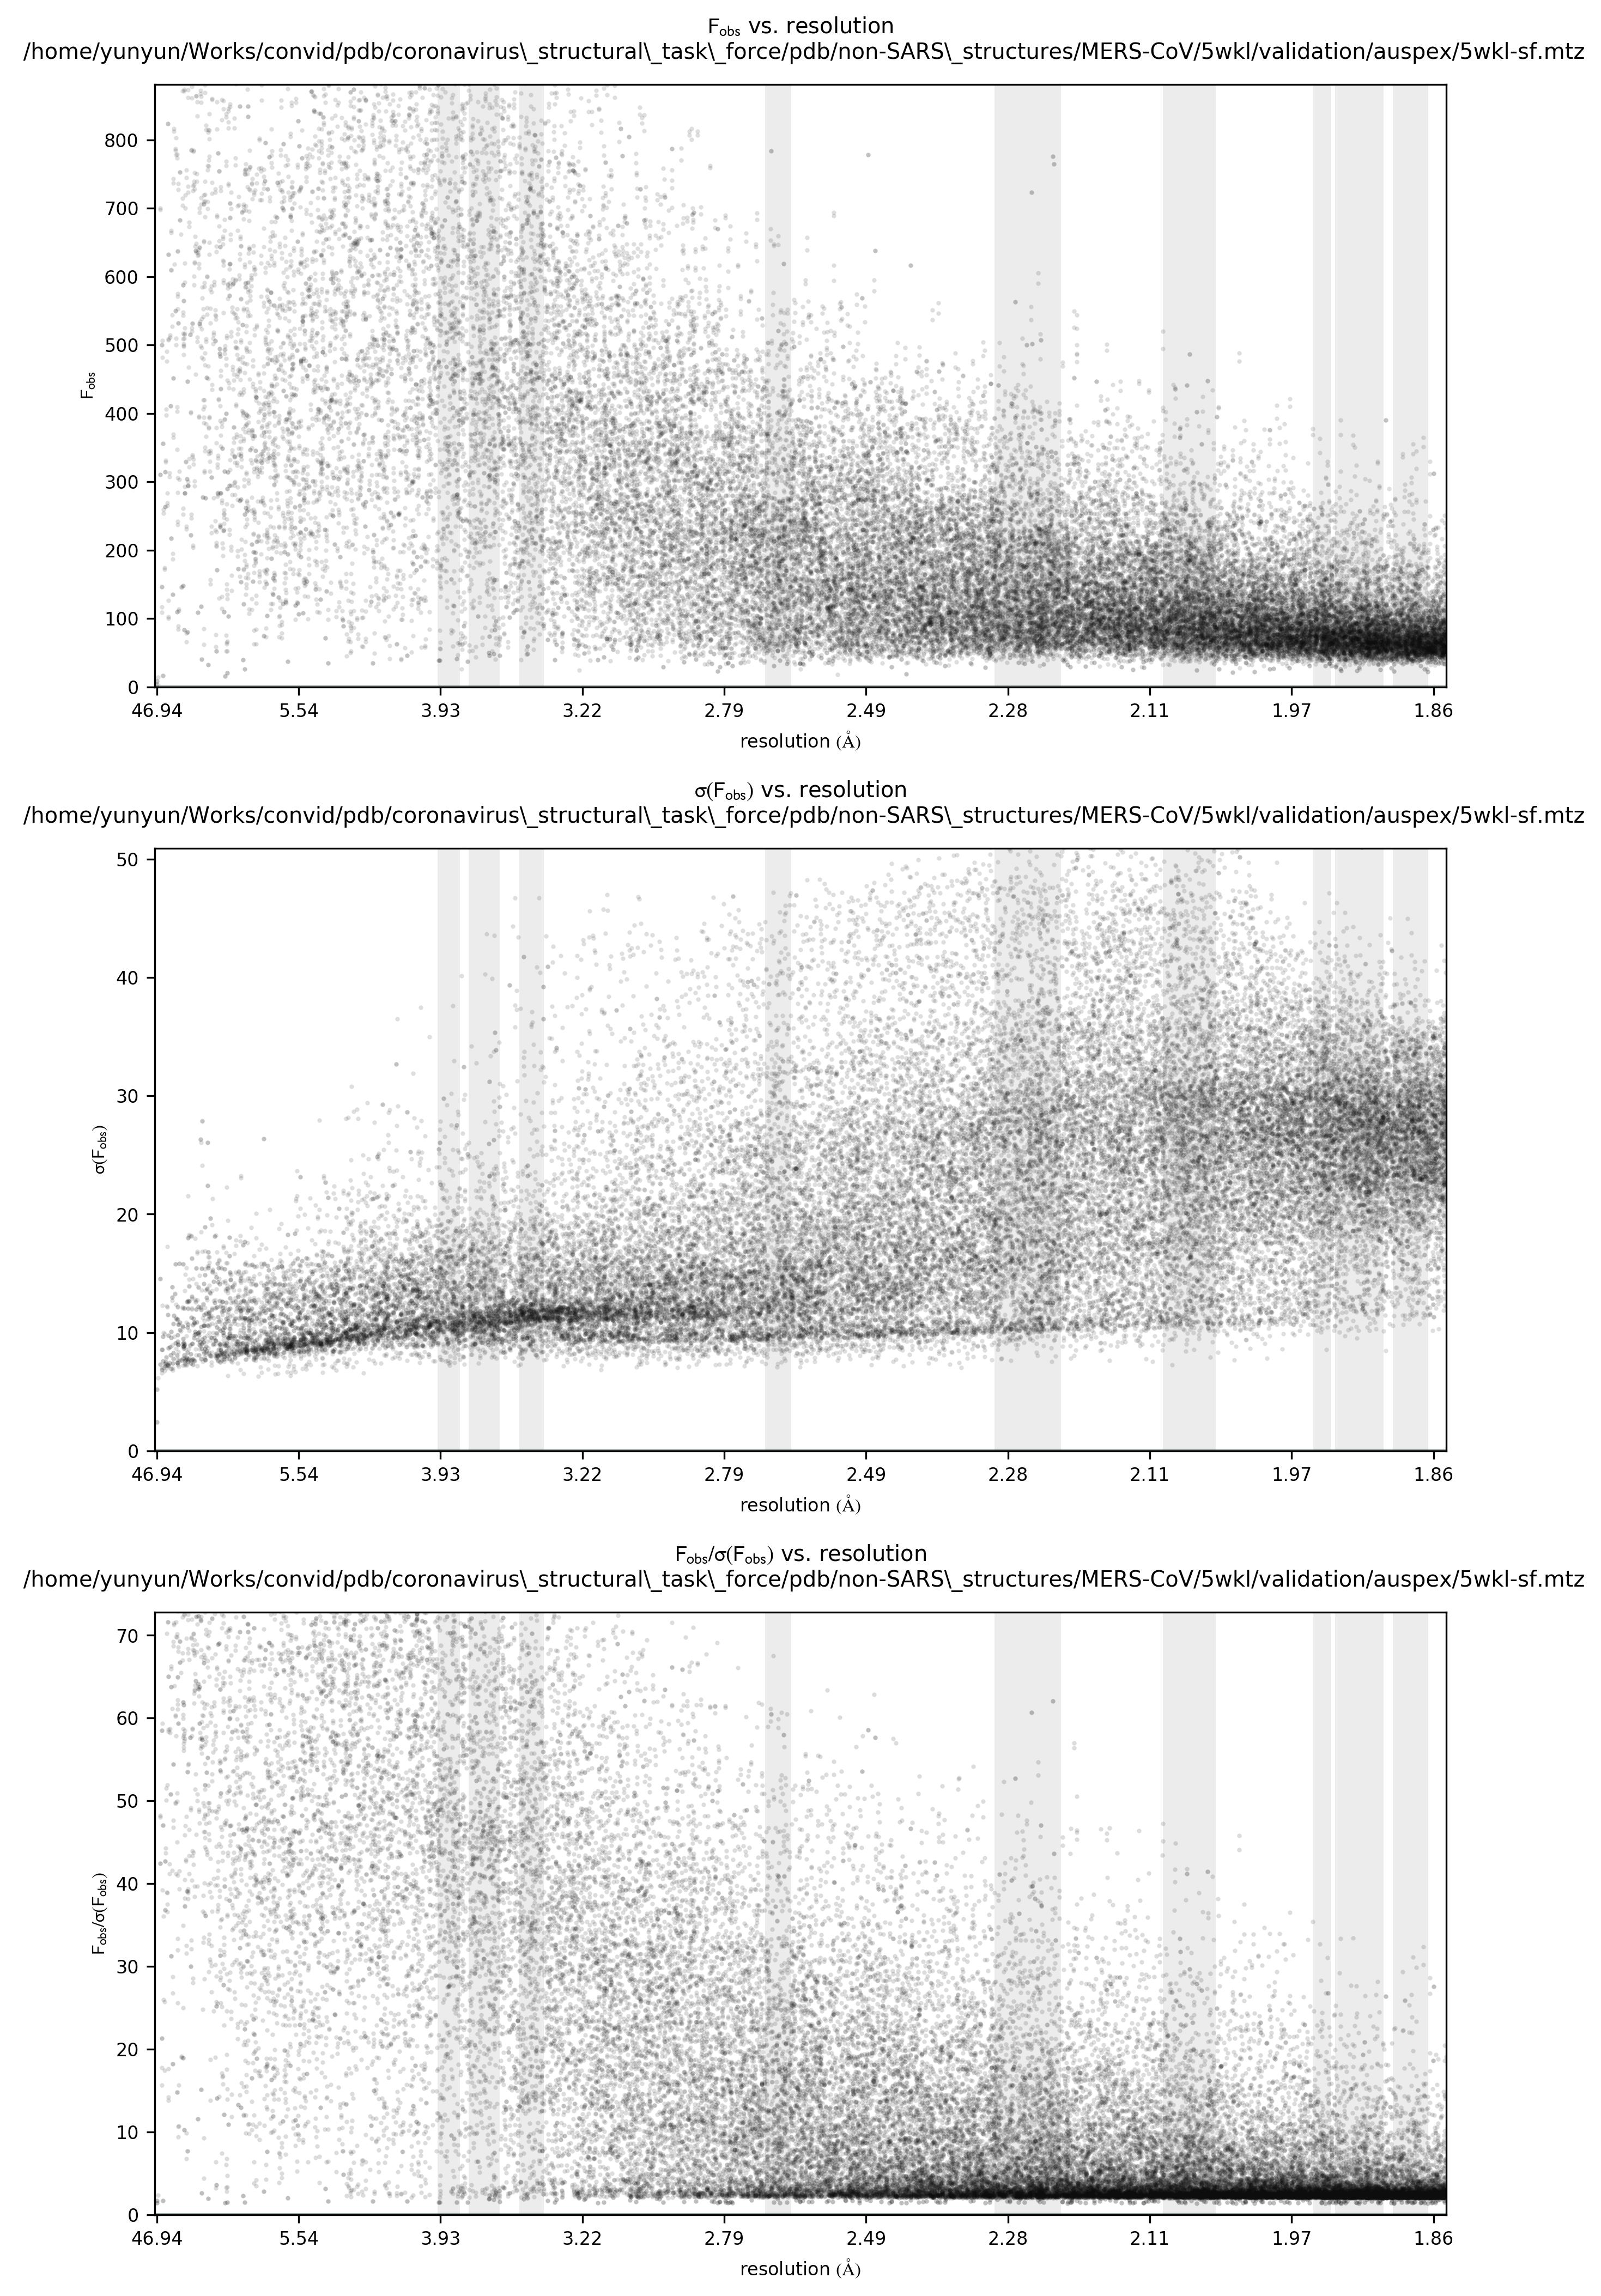 Fobs vs. resolution
/home/yunyun/Works/convid/pdb/coronavirus\_structural\_task\_force/pdb/non-SARS\_structures/MERS-CoV/5wkl/validation/auspex/5wkl-sf.mtz
800
700
600
500
400
300
200
100
0
Fobs
46.94 5.54 3.93 3.22 2.79 2.49 2.28 2.11 1.97 1.86
resolution (Å)
σ(Fobs) vs. resolution
/home/yunyun/Works/convid/pdb/coronavirus\_structural\_task\_force/pdb/non-SARS\_structures/MERS-CoV/5wkl/validation/auspex/5wkl-sf.mtz
50
40
30
20
10
0
σ(Fobs)
46.94 5.54 3.93 3.22 2.79 2.49 2.28 2.11 1.97 1.86
resolution (Å)
Fobs/σ(Fobs) vs. resolution
/home/yunyun/Works/convid/pdb/coronavirus\_structural\_task\_force/pdb/non-SARS\_structures/MERS-CoV/5wkl/validation/auspex/5wkl-sf.mtz
70
60
50
40
30
20
10
0
Fobs/σ(Fobs)
46.94 5.54 3.93 3.22 2.79 2.49 2.28 2.11 1.97 1.86
resolution (Å)